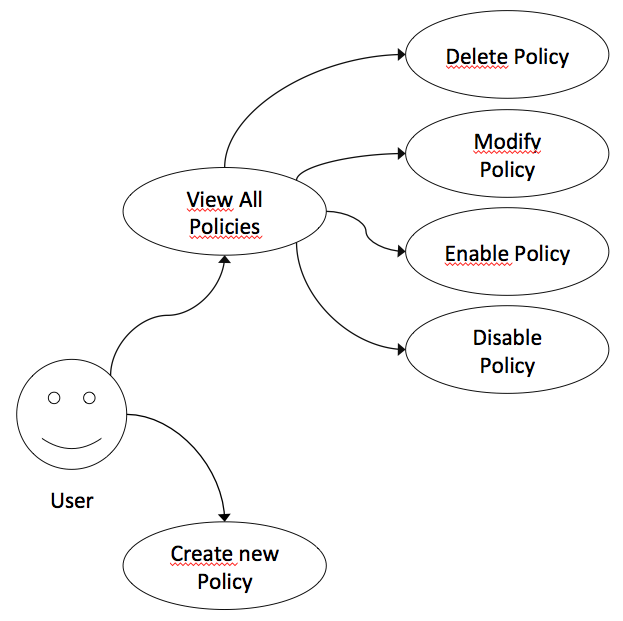 Delete Policy
Modify
Policy
View All
Policies
Enable Policy
Disable
Policy
User
Create new
Policy